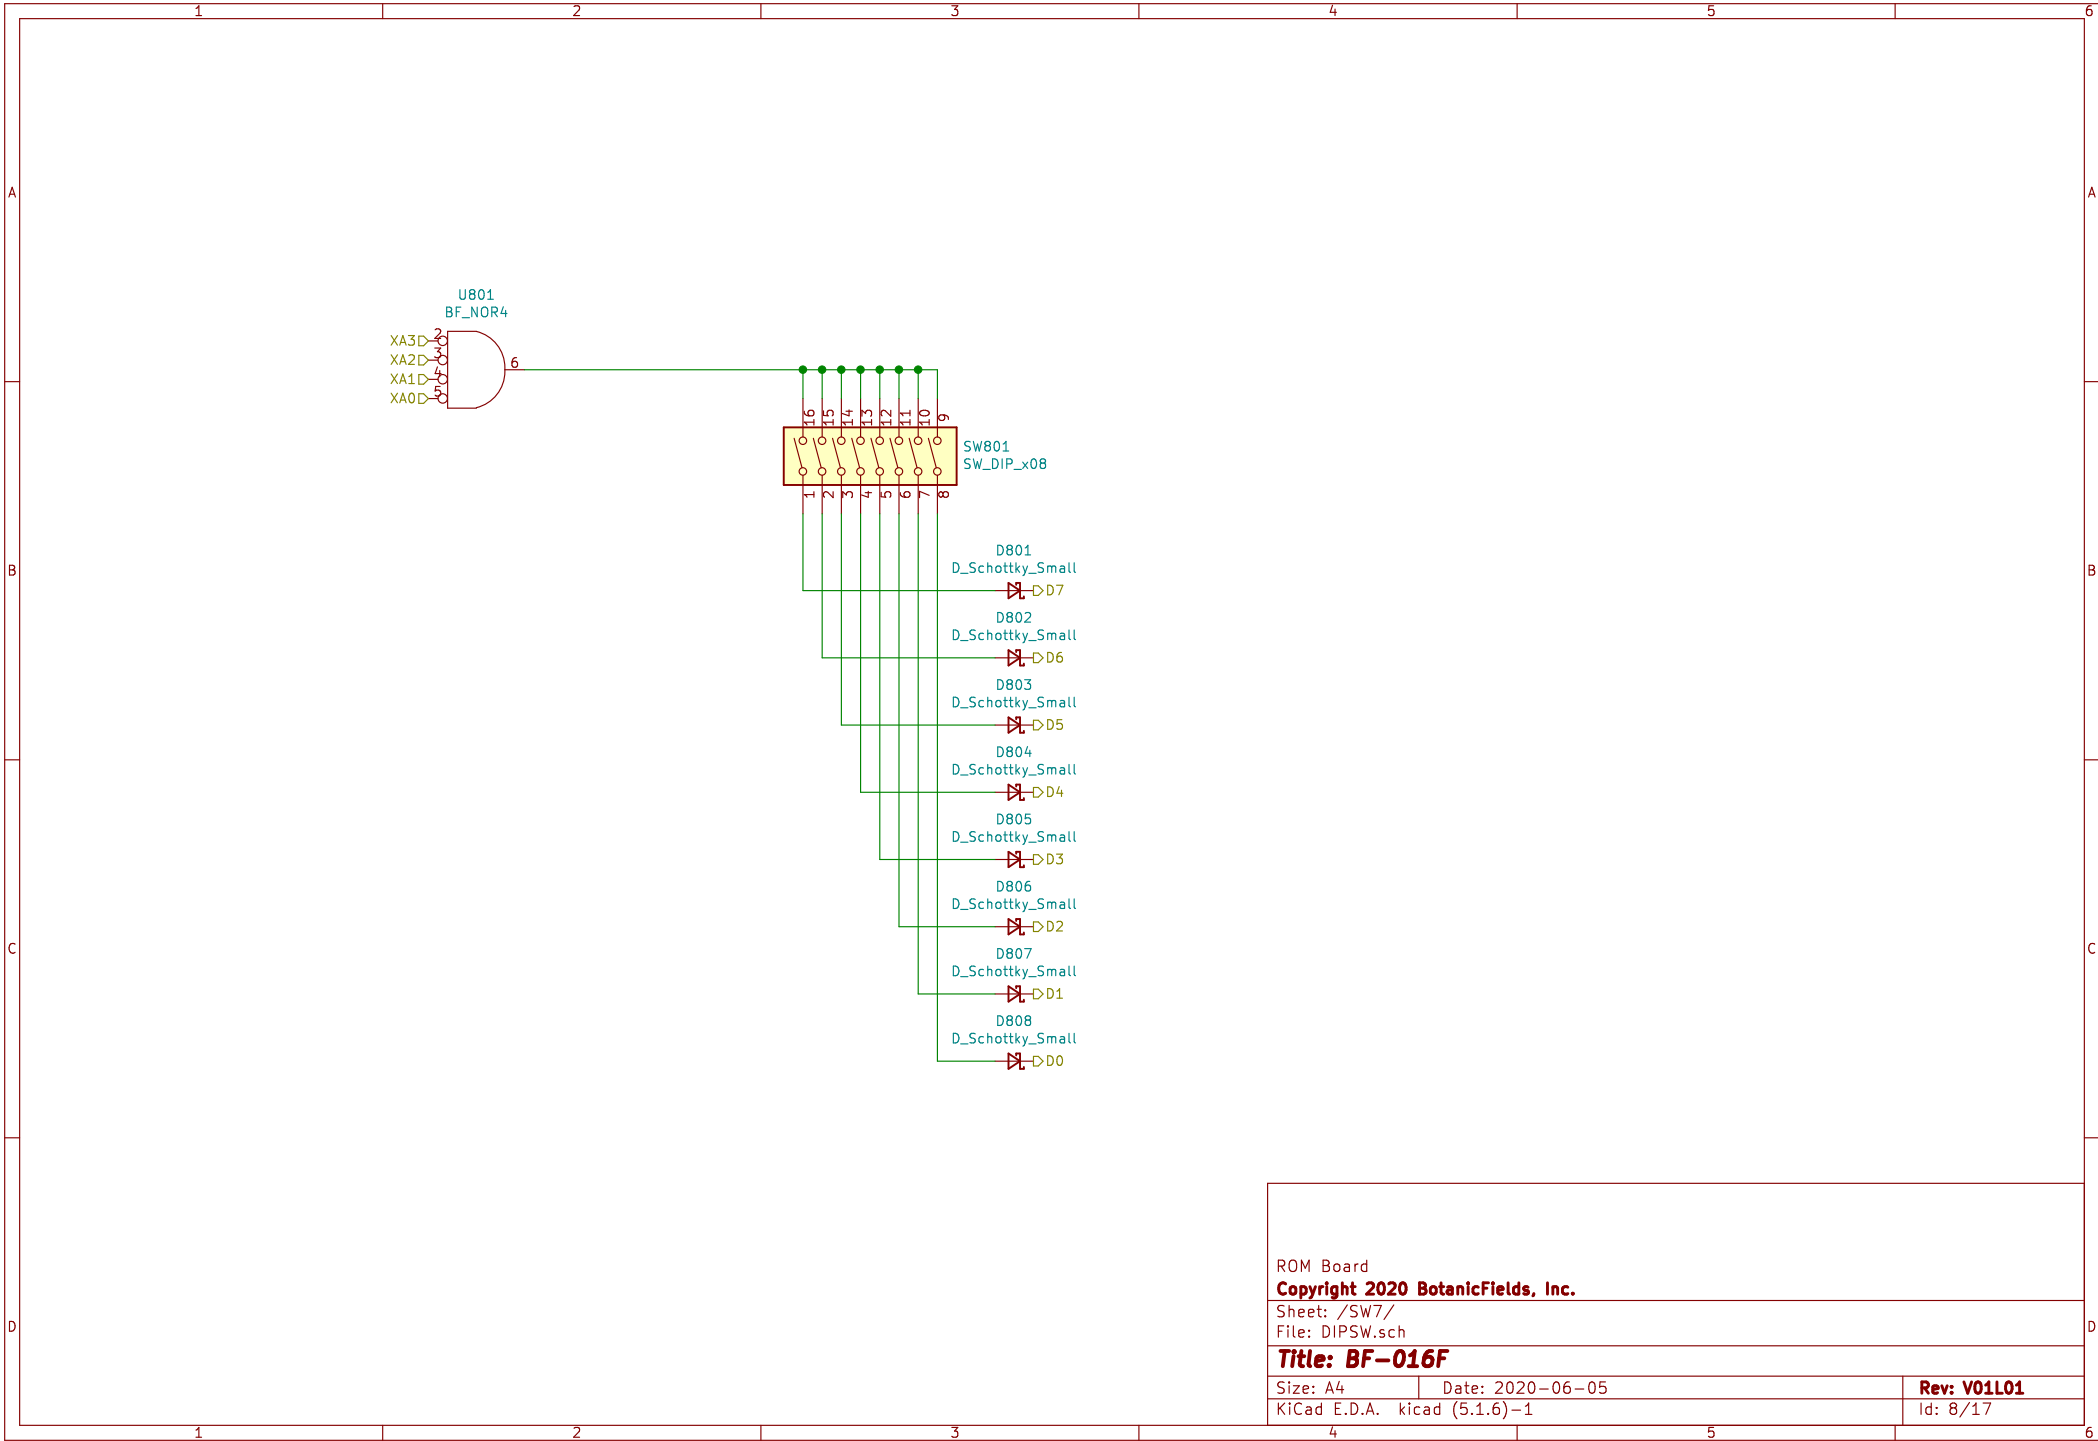 1 2 3 4 5 6
A A
U801
BF_NOR4
XA3 2
XA2 3
XA1 4
XA0 5
6
16 15 14 13 12 11 10 9
SW801
SW_DIP_x08
1 2 3 4 5 6 7 8
D801
D_Schottky_Small
B B
D7
D802
D_Schottky_Small
D6
D803
D_Schottky_Small
D5
D804
D_Schottky_Small
D4
D805
D_Schottky_Small
D3
D806
D_Schottky_Small
D2
C C
D807
D_Schottky_Small
D1
D808
D_Schottky_Small
D0
ROM Board
Copyright 2020 BotanicFields, Inc.
Sheet: /SW7/
File: DIPSW.sch
D D
Title: BF-016F
Size: A4 Date: 2020-06-05 Rev: V01L01
KiCad E.D.A. kicad (5.1.6)-1 Id: 8/17
1 2 3 4 5 6